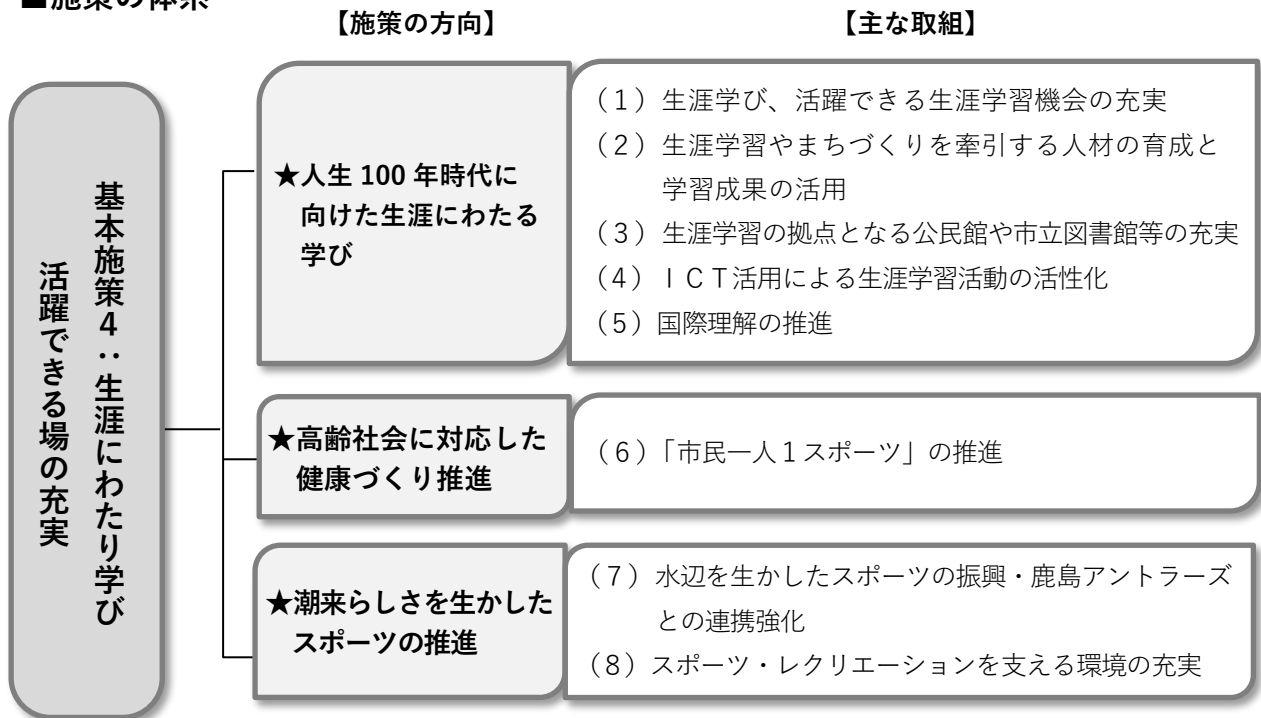 ■施策の体系
【施策の方向】
【主な取組】
基本施策４：生涯にわたり学び
活躍できる場の充実
★人生 100 年時代に
向けた生涯にわたる
学び
（１）生涯学び、活躍できる生涯学習機会の充実
（２）生涯学習やまちづくりを牽引する人材の育成と
学習成果の活用
（３）生涯学習の拠点となる公民館や市立図書館等の充実
（４）ＩＣＴ活用による生涯学習活動の活性化
（５）国際理解の推進
★高齢社会に対応した
健康づくり推進
（６）「市民一人１スポーツ」の推進
★潮来らしさを生かした
スポーツの推進
（７）水辺を生かしたスポーツの振興・鹿島アントラーズ
との連携強化
（８）スポーツ・レクリエーションを支える環境の充実